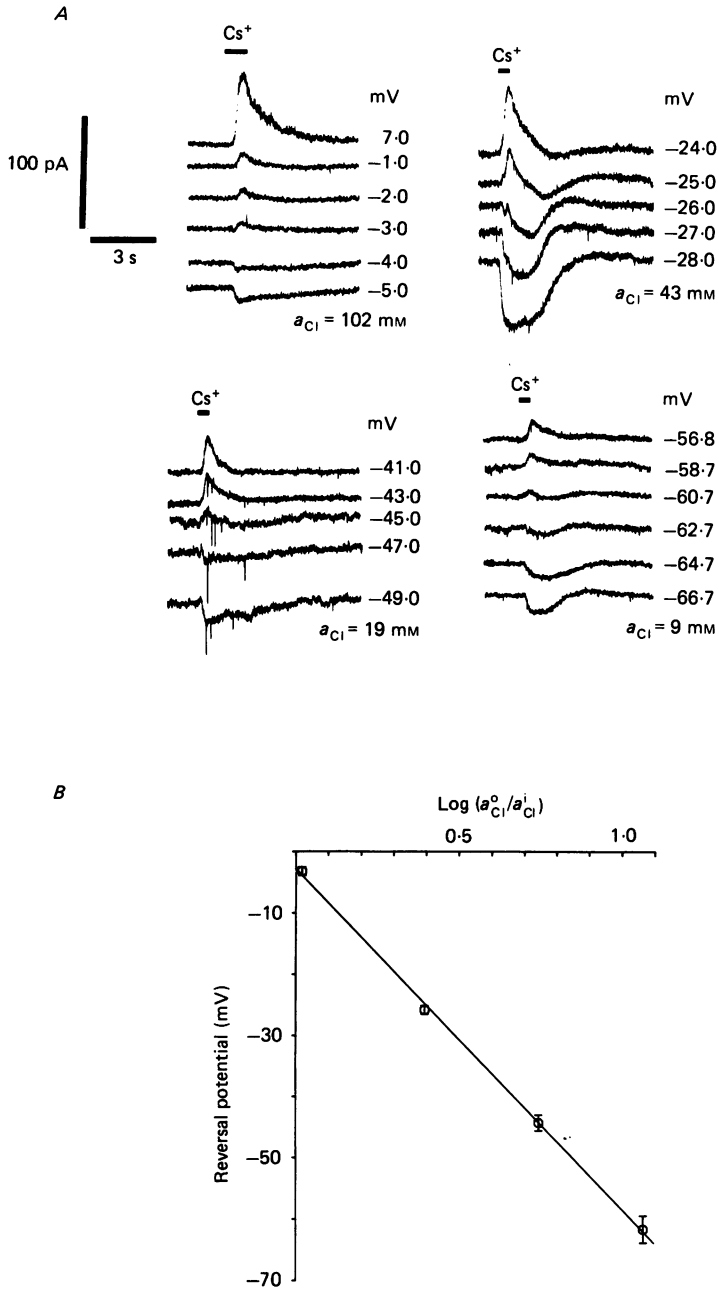 A
Cs⁺
mV
100 pA
3 s
7·0
−1·0
−2·0
−3·0
−4·0
−5·0
aCl = 102 mM
Cs⁺
mV
−24·0
−25·0
−26·0
−27·0
−28·0
aCl = 43 mM
Cs⁺
mV
−41·0
−43·0
−45·0
−47·0
−49·0
aCl = 19 mM
Cs⁺
mV
−56·8
−58·7
−60·7
−62·7
−64·7
−66·7
aCl = 9 mM
B
Log (aᵒCl/aⁱCl)
0·5 1·0
−10
−30
−50
−70
Reversal potential (mV)